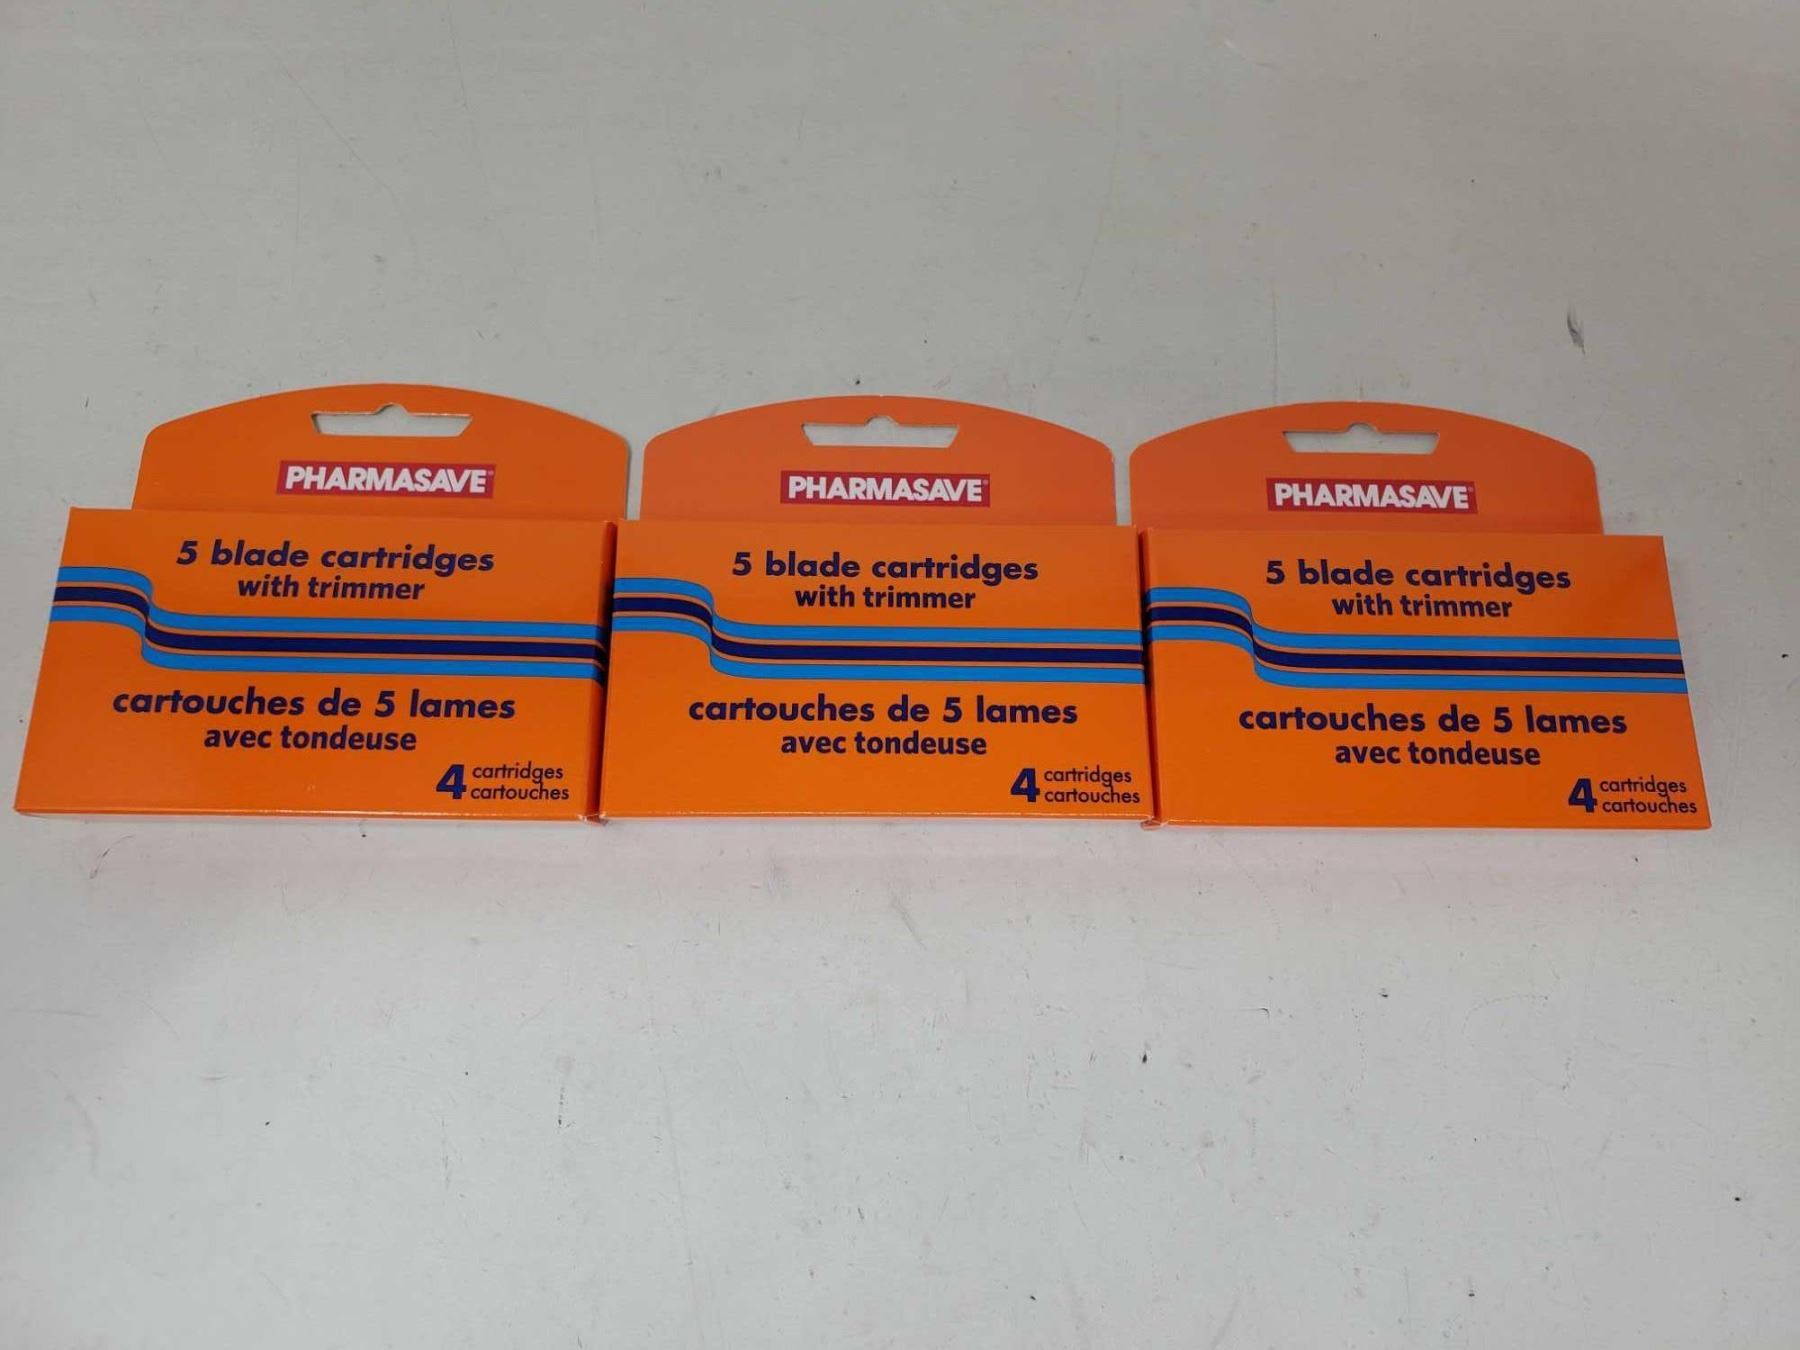 PHARMASAVE
5 blade cartridges
with trimmer
cartouches de 5 lames
avec tondeuse
4 cartridges
cartouches
PHARMASAVE
5 blade cartridges
with trimmer
cartouches de 5 lames
avec tondeuse
4 cartridges
cartouches
PHARMASAVE
5 blade cartridges
with trimmer
cartouches de 5 lames
avec tondeuse
4 cartridges
cartouches